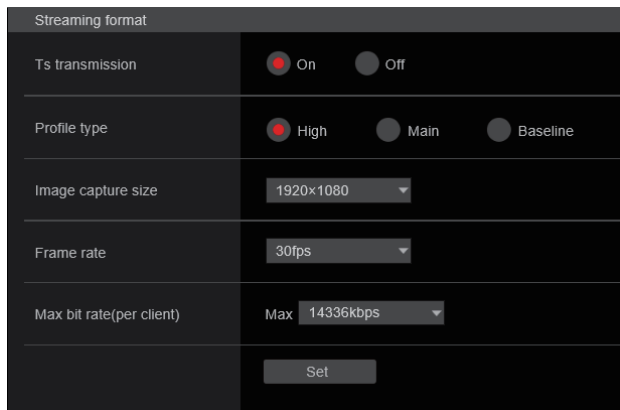 Streaming format
Ts transmission On Off
Profile type High Main Baseline
Image capture size 1920×1080
Frame rate 30fps
Max bit rate(per client) Max 14336kbps
Set